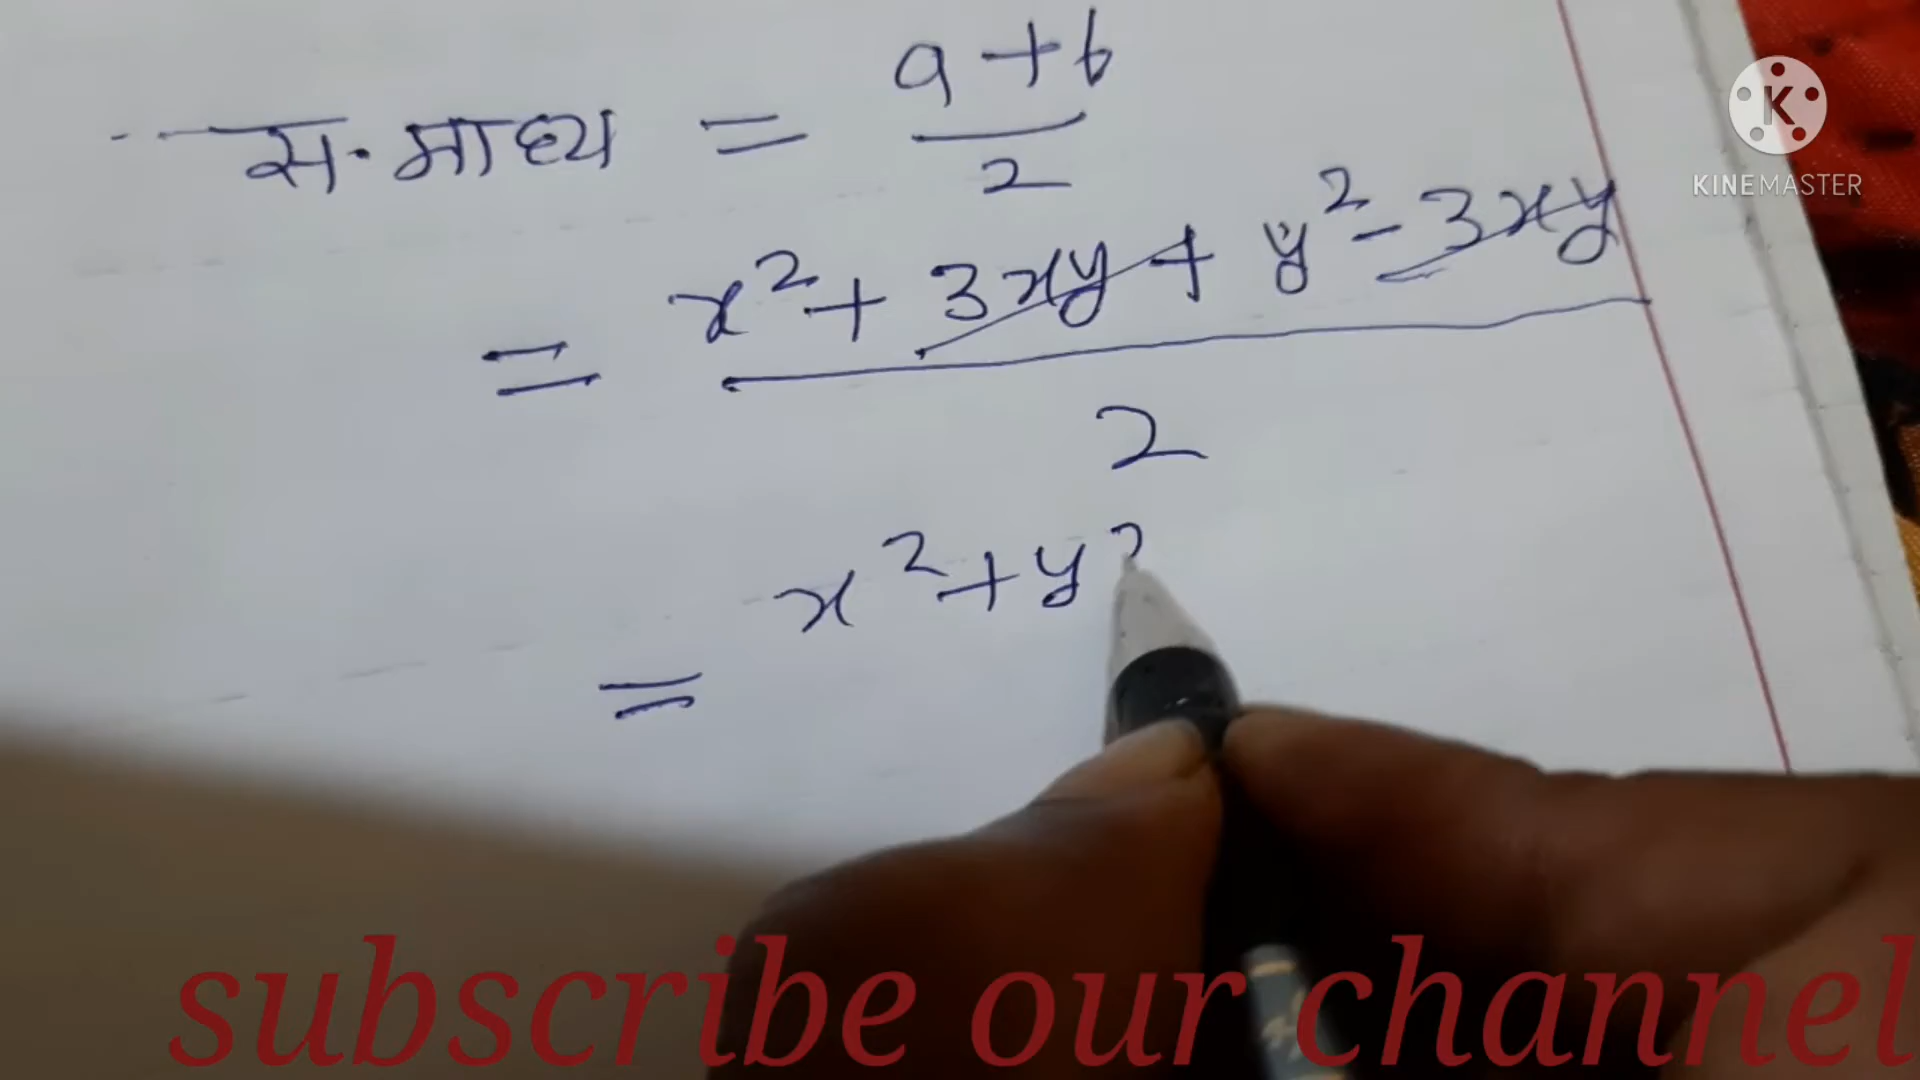 स॰ माध्य = a + b / 2
= x² + 3xy + y² - 3xy / 2
= x² + y²
KINEMASTER
subscribe our channel